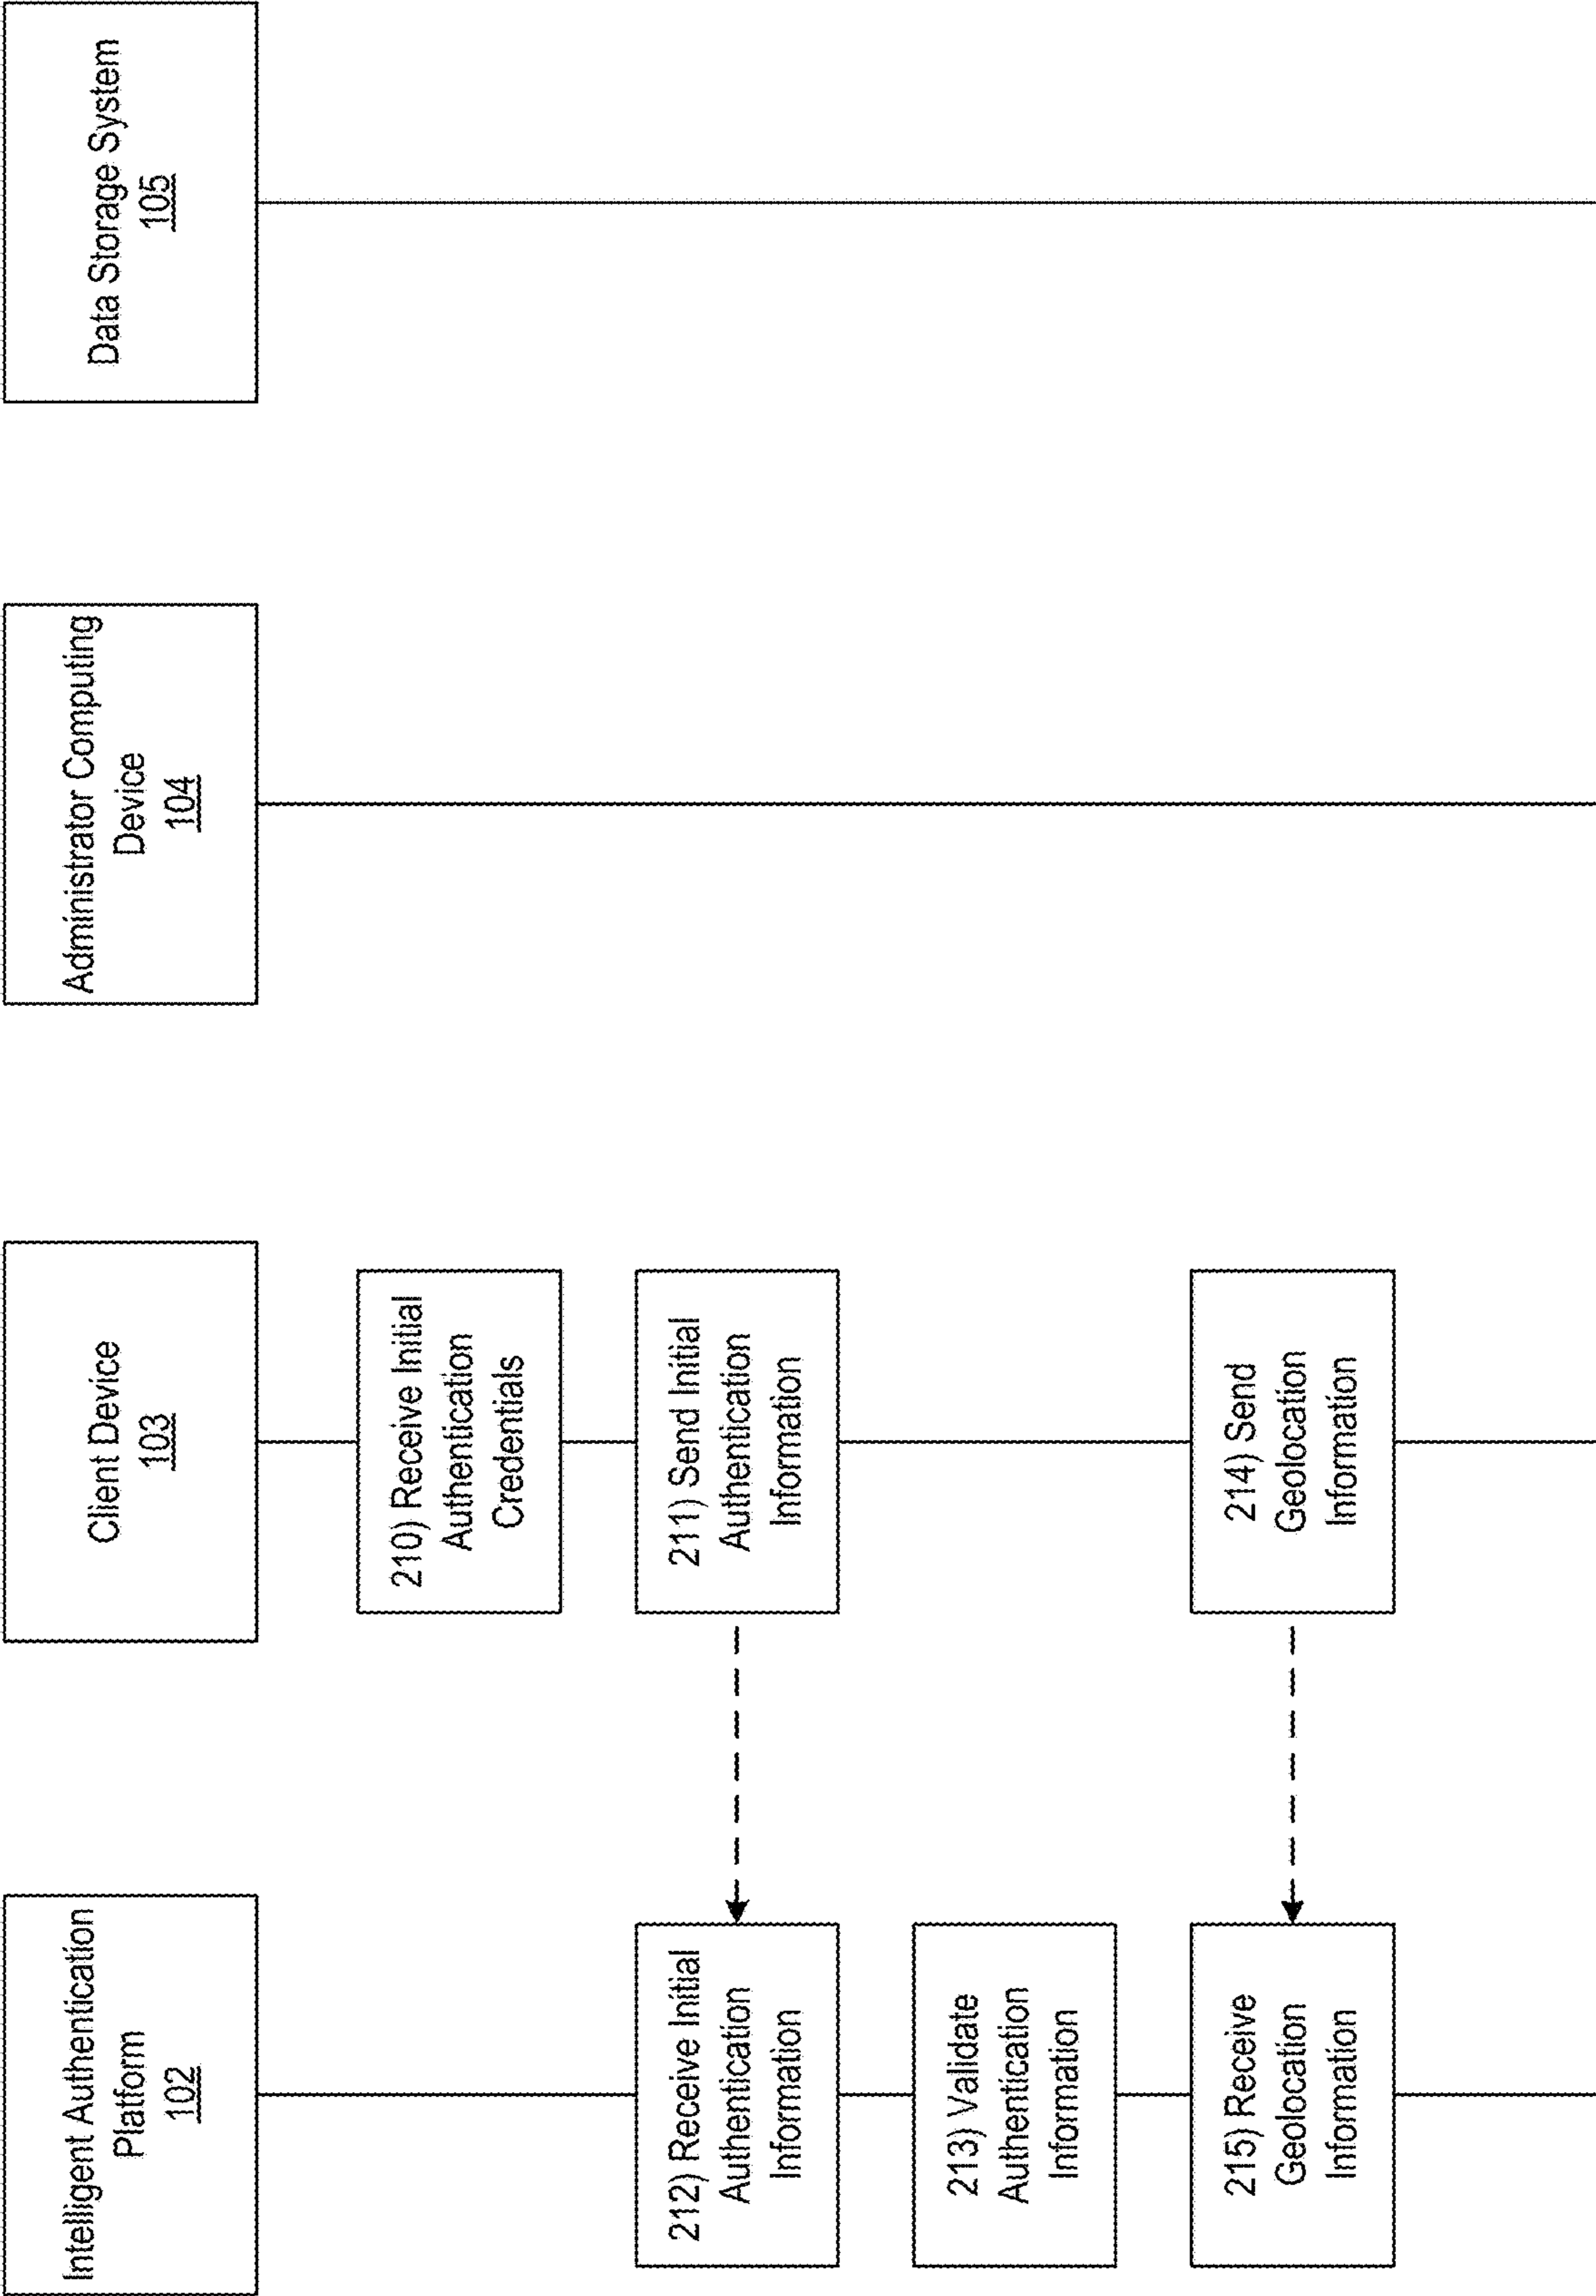 Intelligent Authentication
Platform
102
Client Device
103
Administrator Computing
Device
104
Data Storage System
105
210) Receive Initial
Authentication
Credentials
212) Receive Initial
Authentication
Information
211) Send Initial
Authentication
Information
213) Validate
Authentication
Information
215) Receive
Geolocation
Information
214) Send
Geolocation
Information